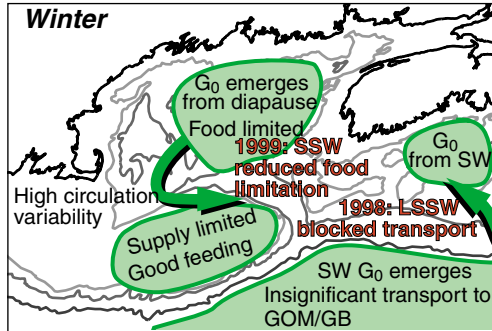 Winter
G0 emerges
from diapause
Food limited
1999: SSW
reduced food
limitation
G0
from SW
High circulation
variability
1998: LSSW
blocked transport
Supply limited
Good feeding
SW G0 emerges
Insignificant transport to
GOM/GB